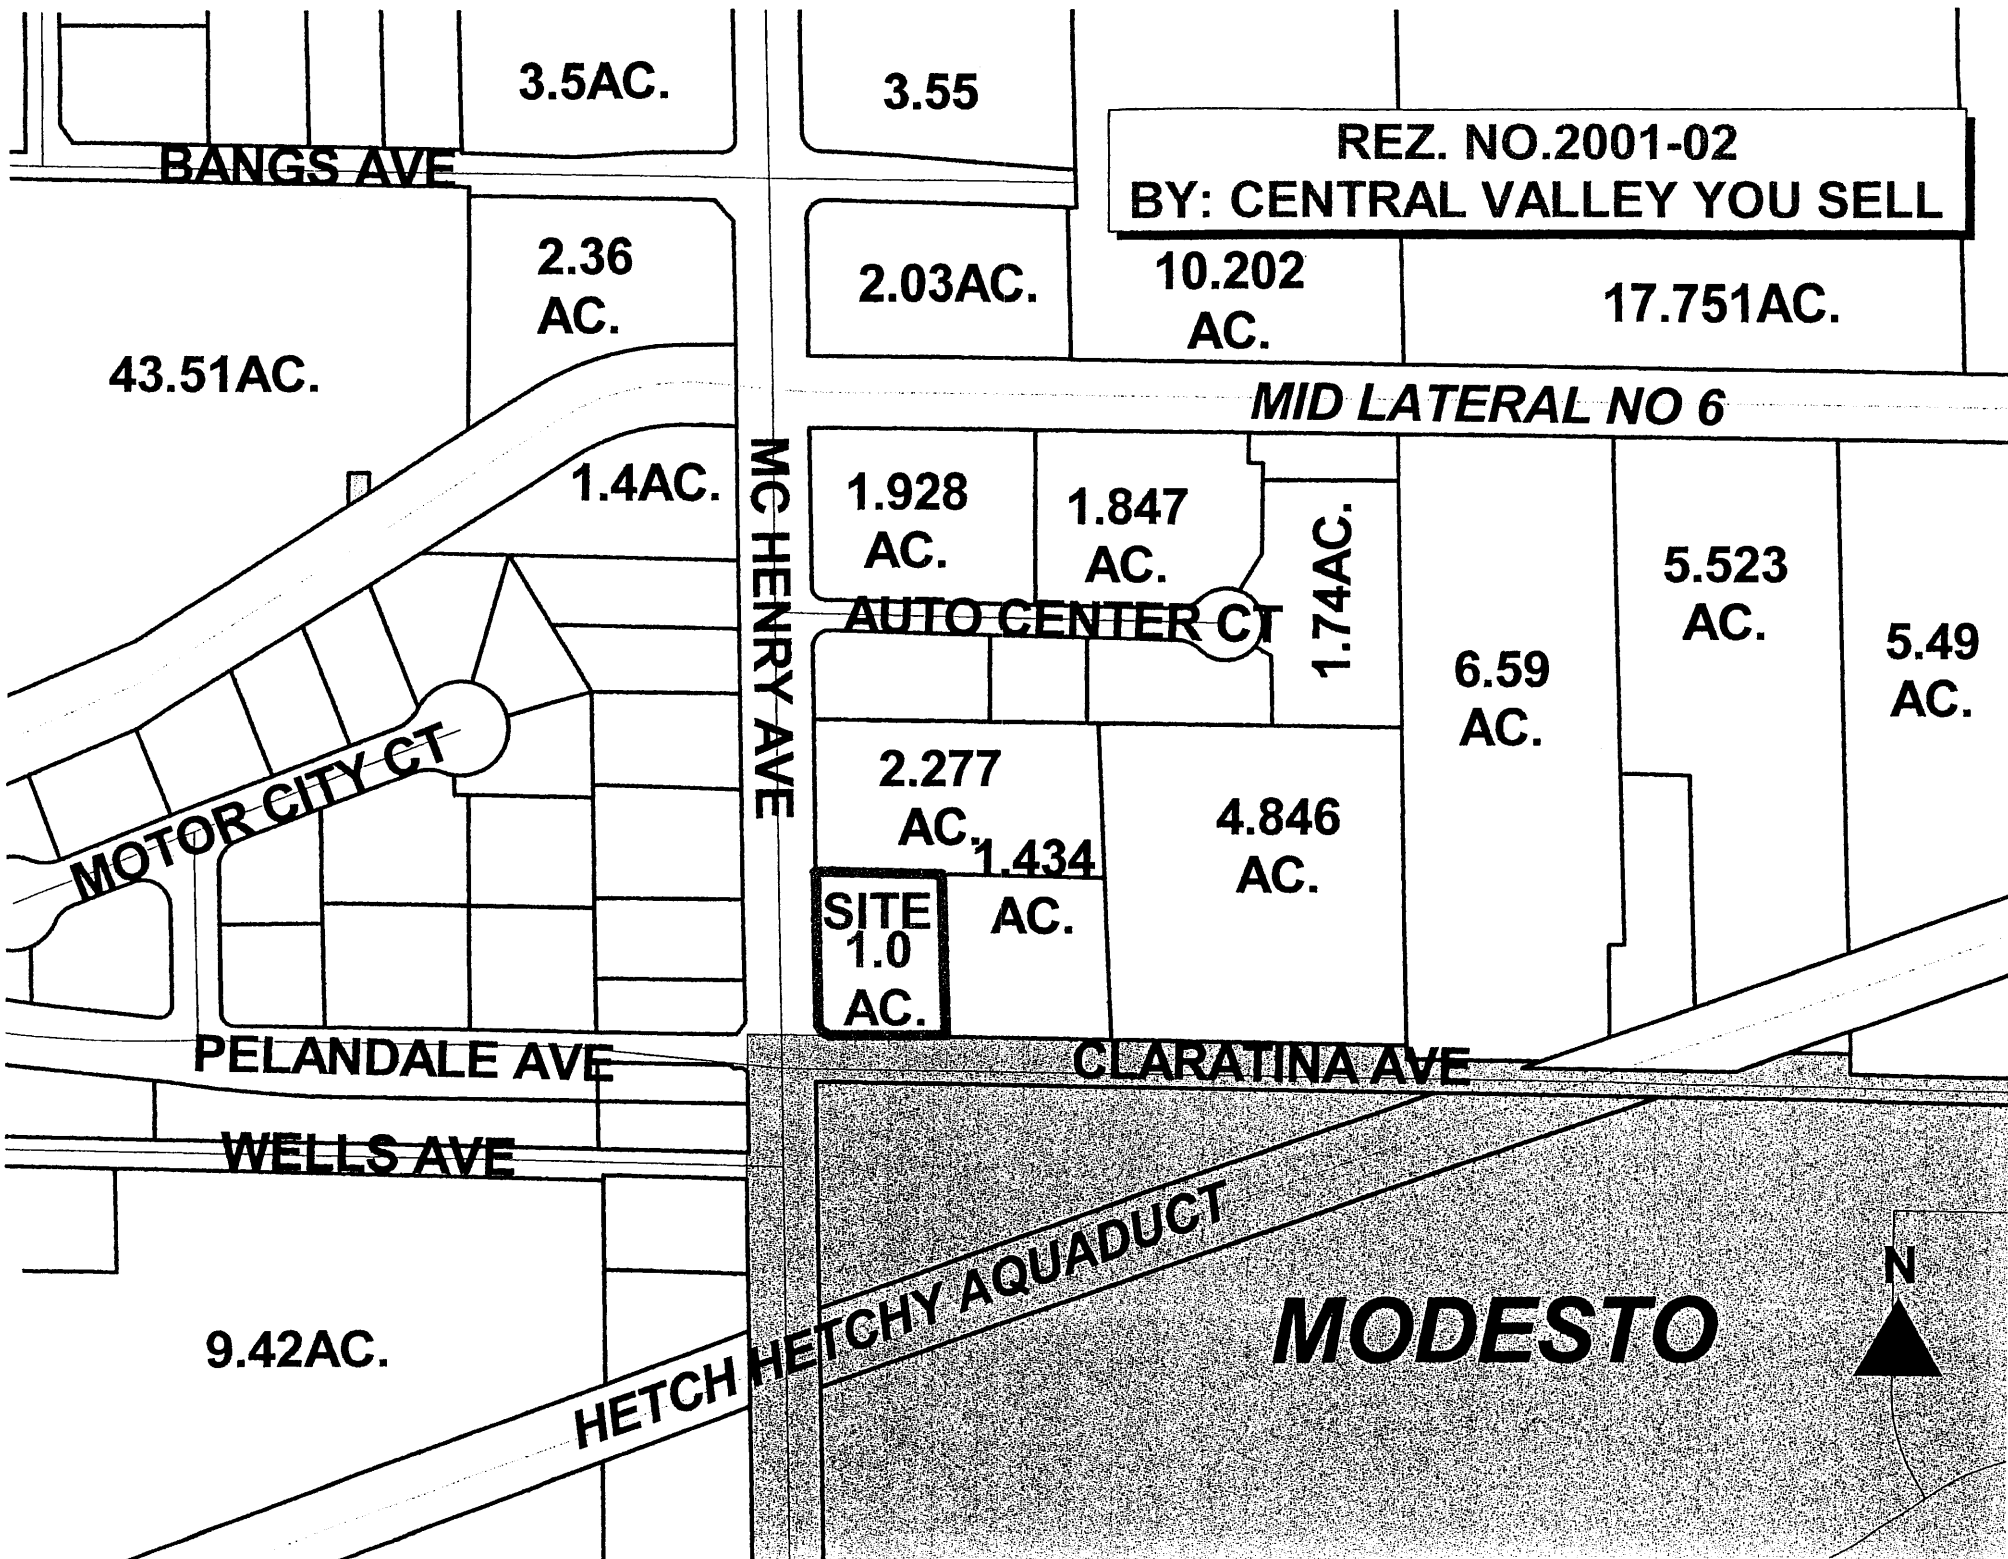 3.5AC.
3.55
REZ. NO.2001-02
BY: CENTRAL VALLEY YOU SELL
BANGS AVE
2.36
AC.
2.03AC.
10.202
AC.
17.751AC.
43.51AC.
MID LATERAL NO 6
1.4AC.
MC HENRY AVE
1.928
AC.
1.847
AC.
1.74AC.
5.523
AC.
5.49
AC.
AUTO CENTER CT
6.59
AC.
MOTOR CITY CT
2.277
AC.
1.434
AC.
4.846
AC.
SITE
1.0
AC.
PELANDALE AVE
CLARATINA AVE
WELLS AVE
HETCH HETCHY AQUADUCT
N
MODESTO
9.42AC.